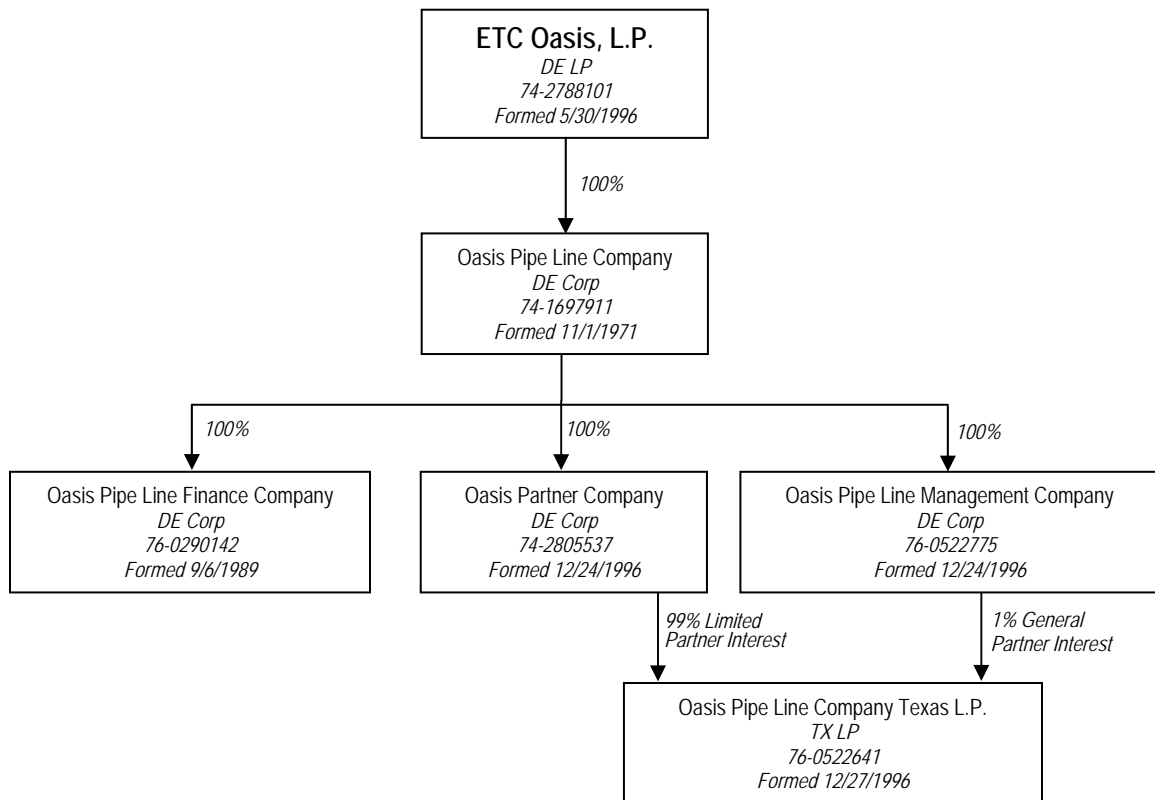 ETC Oasis, L.P.
DE LP
74-2788101
Formed 5/30/1996
100%
Oasis Pipe Line Company
DE Corp
74-1697911
Formed 11/1/1971
100%
100%
100%
Oasis Pipe Line Finance Company
DE Corp
76-0290142
Formed 9/6/1989
Oasis Partner Company
DE Corp
74-2805537
Formed 12/24/1996
Oasis Pipe Line Management Company
DE Corp
76-0522775
Formed 12/24/1996
99% Limited
Partner Interest
1% General
Partner Interest
Oasis Pipe Line Company Texas L.P.
TX LP
76-0522641
Formed 12/27/1996